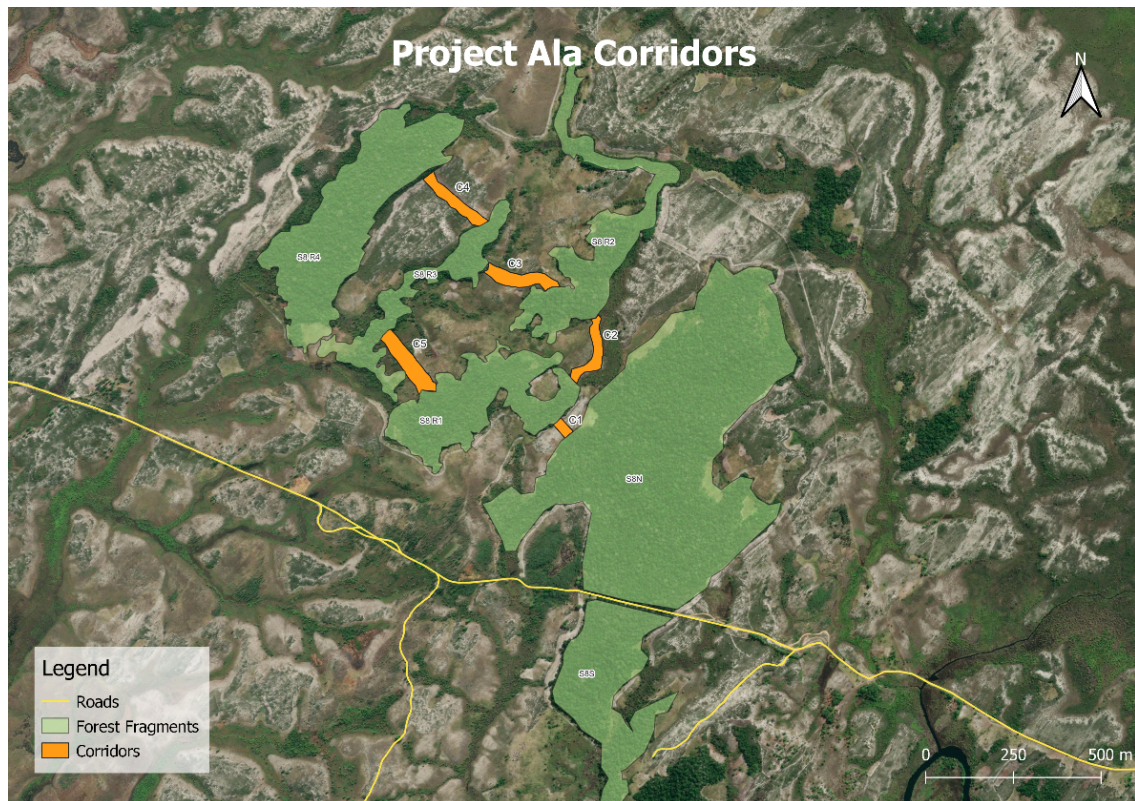 Project Ala Corridors
N
C4
S8 R2
S8 R4
C3
S8 R3
C2
C5
C1
S8 R1
S8N
S8S
Legend
Roads
Forest Fragments
Corridors
0 250 500 m